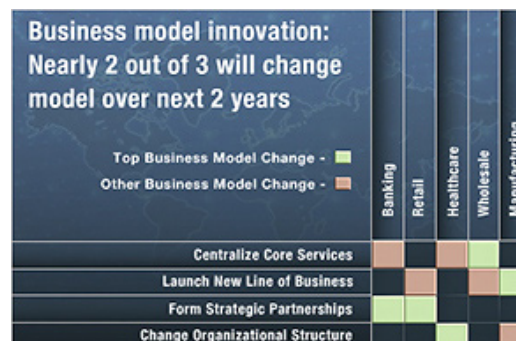 Business model innovation:
Nearly 2 out of 3 will change
model over next 2 years
Top Business Model Change -
Other Business Model Change -
Banking
Retail
Healthcare
Wholesale
Manufacturing
Centralize Core Services
Launch New Line of Business
Form Strategic Partnerships
Change Organizational Structure